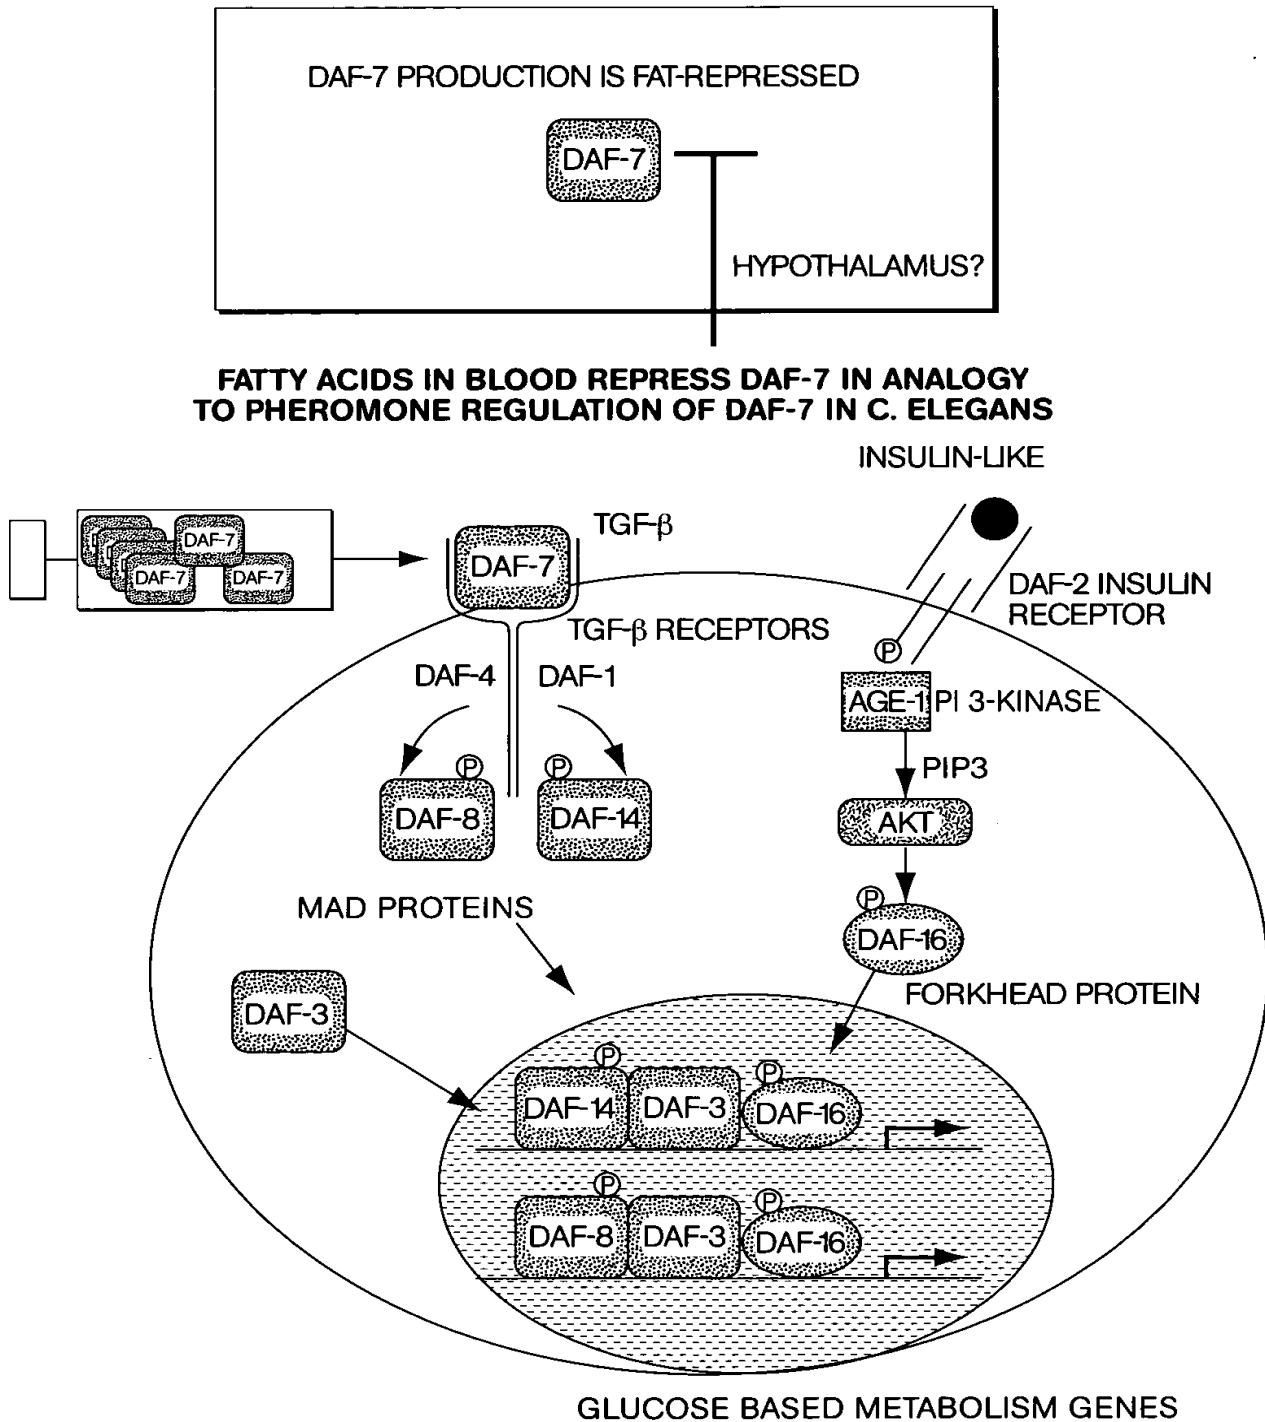 DAF-7 PRODUCTION IS FAT-REPRESSED
DAF-7
HYPOTHALAMUS?
FATTY ACIDS IN BLOOD REPRESS DAF-7 IN ANALOGY
TO PHEROMONE REGULATION OF DAF-7 IN C. ELEGANS
INSULIN-LIKE
DAF-7
DAF-7
DAF-7
DAF-7
TGF-β
DAF-2 INSULIN
RECEPTOR
TGF-β RECEPTORS
DAF-4
DAF-1
P
AGE-1
PI 3-KINASE
PIP3
P
P
DAF-8
DAF-14
AKT
MAD PROTEINS
P
DAF-16
FORKHEAD PROTEIN
DAF-3
P
P
DAF-14
DAF-3
DAF-16
P
P
DAF-8
DAF-3
DAF-16
GLUCOSE BASED METABOLISM GENES